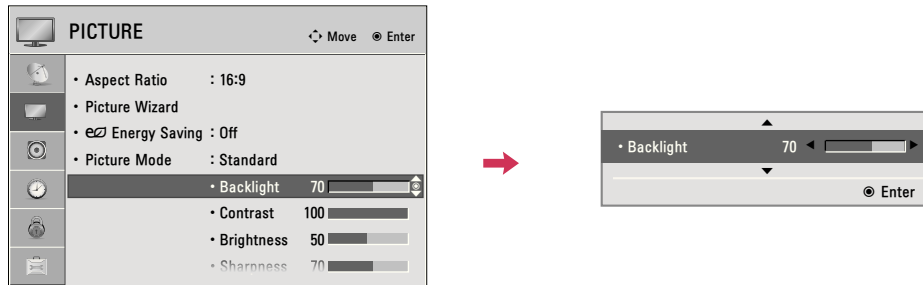 PICTURE
Move
Enter
• Aspect Ratio : 16:9
• Picture Wizard
• Energy Saving : Off
• Picture Mode : Standard
• Backlight 70
• Contrast 100
• Brightness 50
• Sharpness 70
• Backlight 70
Enter